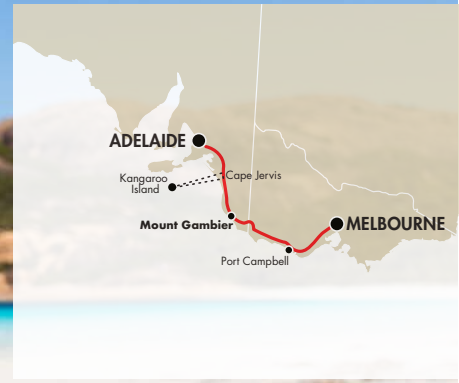 ADELAIDE
Kangaroo
Island
Cape Jervis
Mount Gambier
MELBOURNE
Port Campbell